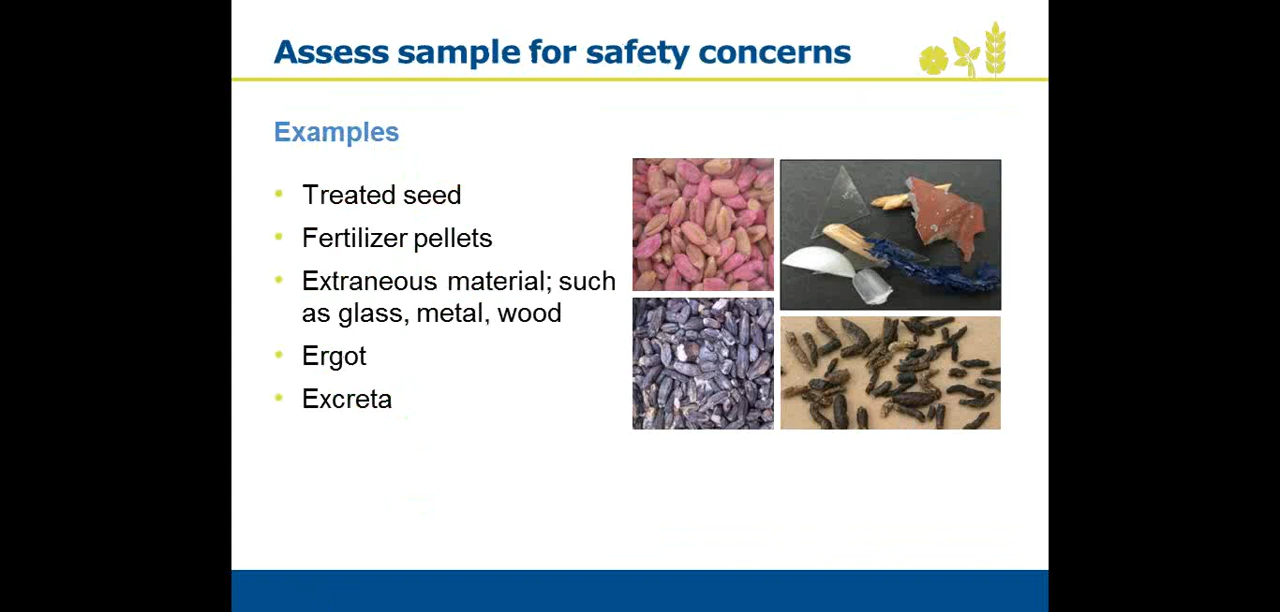 Assess sample for safety concerns
Examples
Treated seed
Fertilizer pellets
Extraneous material; such
as glass, metal, wood
Ergot
Excreta